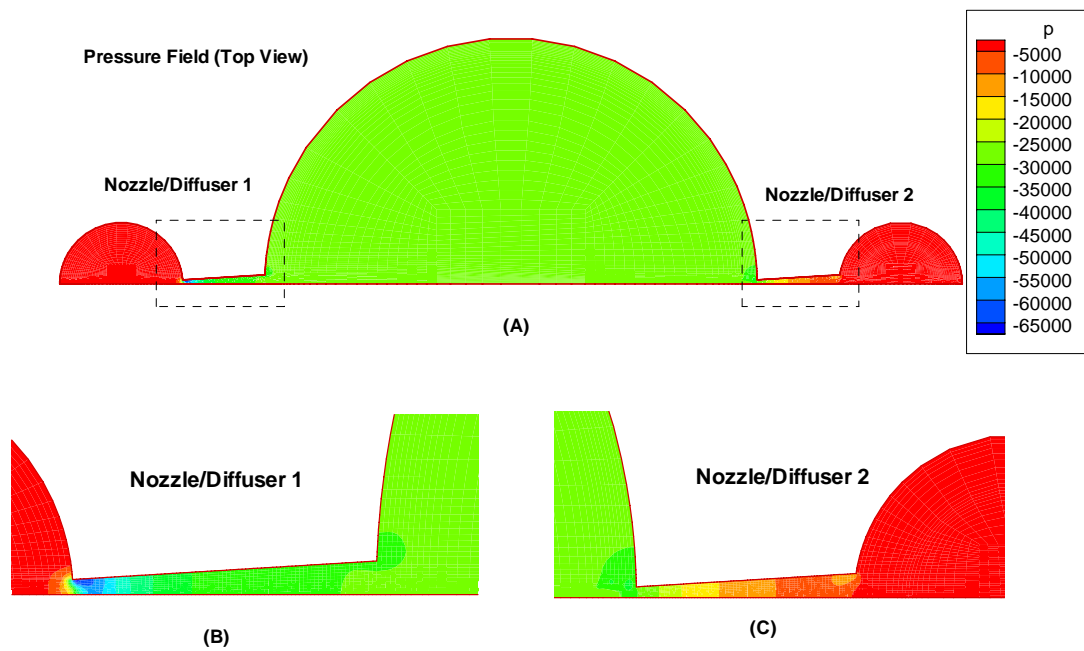 Pressure Field (Top View)
Nozzle/Diffuser 1
Nozzle/Diffuser 2
(A)
p
-5000
-10000
-15000
-20000
-25000
-30000
-35000
-40000
-45000
-50000
-55000
-60000
-65000
Nozzle/Diffuser 1
(B)
Nozzle/Diffuser 2
(C)